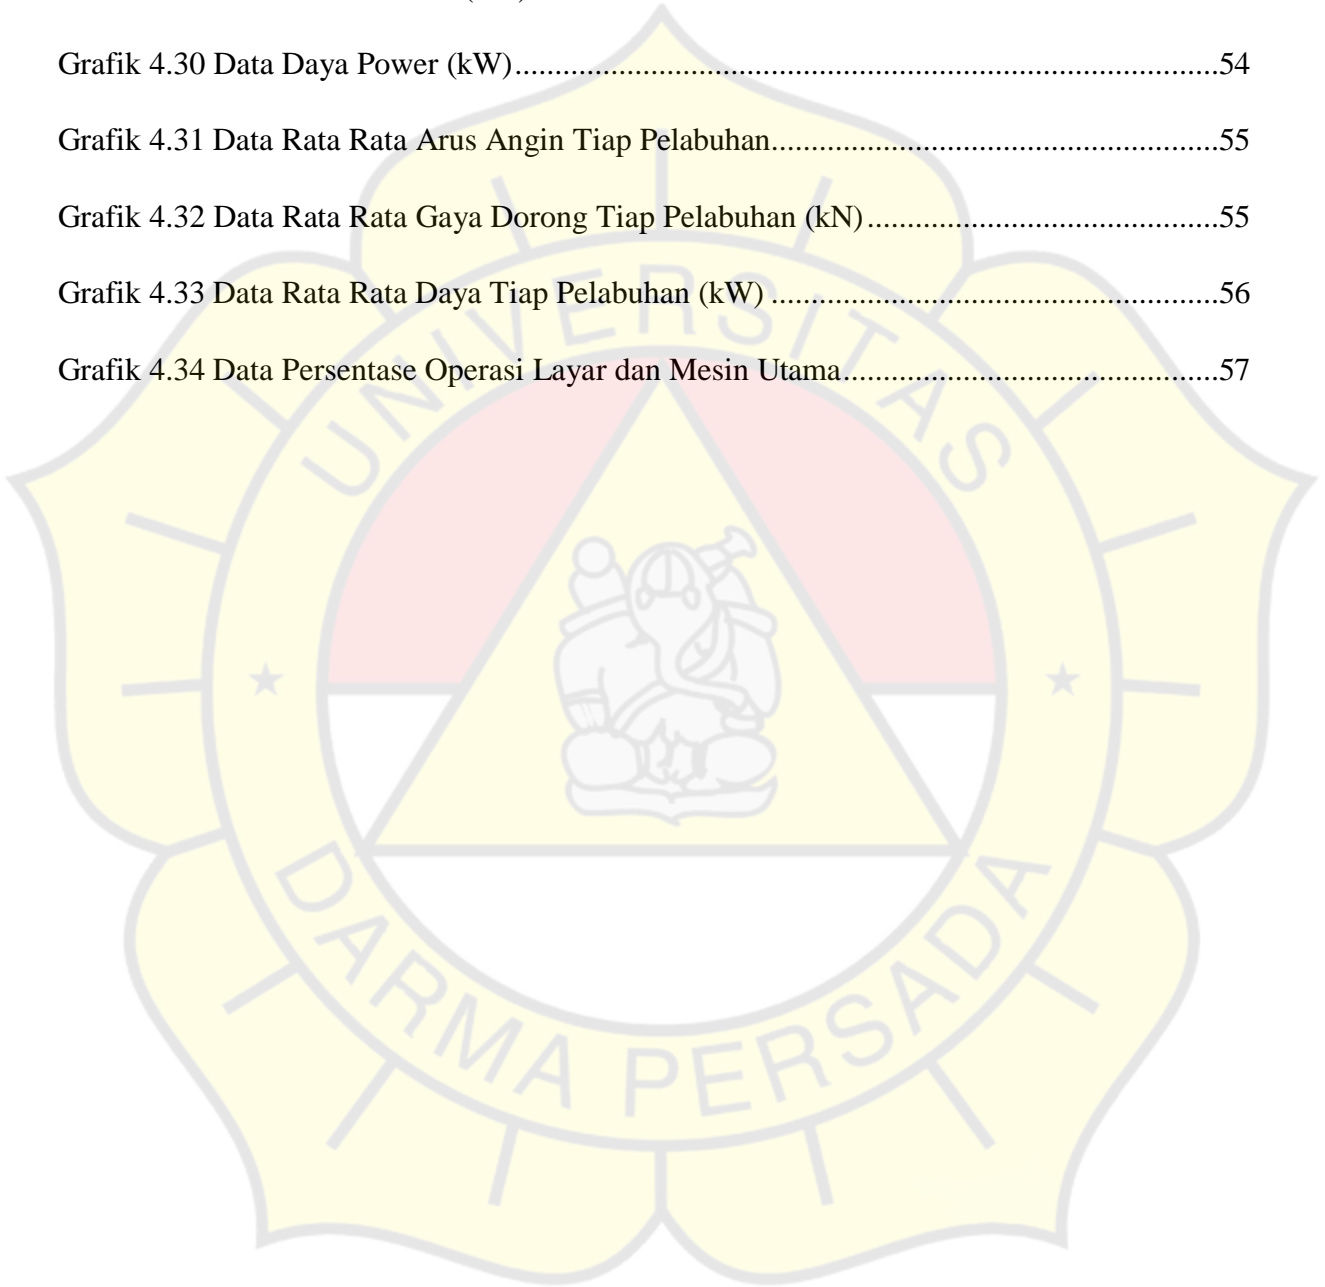 Grafik 4.30 Data Daya Power (kW)........................................................................................54
Grafik 4.31 Data Rata Rata Arus Angin Tiap Pelabuhan........................................................55
Grafik 4.32 Data Rata Rata Gaya Dorong Tiap Pelabuhan (kN)............................................55
Grafik 4.33 Data Rata Rata Daya Tiap Pelabuhan (kW)........................................................56
Grafik 4.34 Data Persentase Operasi Layar dan Mesin Utama...............................................57
UNIVERSITAS
DARMA PERSADA